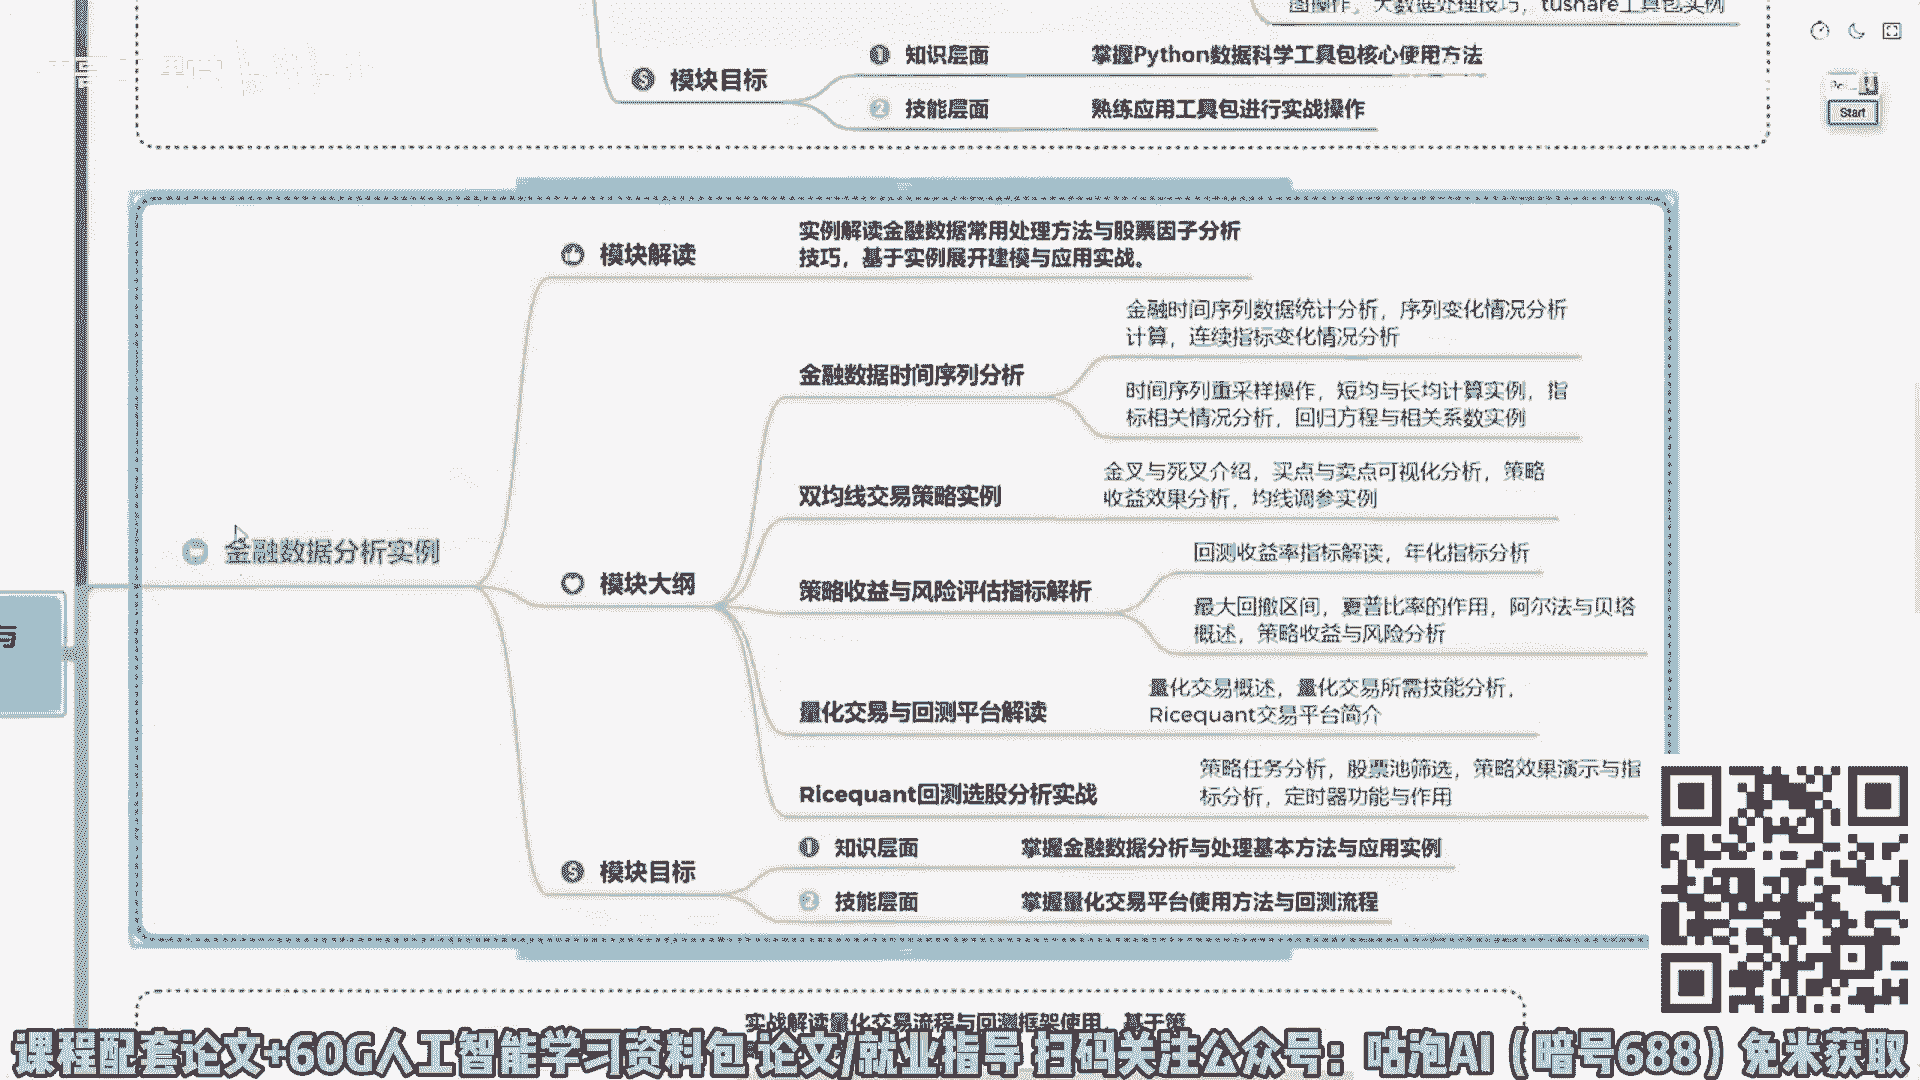 图操作，大数据处理技巧，tushare工具包实例
模块目标
1 知识层面
掌握Python数据科学工具包核心使用方法
2 技能层面
熟练应用工具包进行实战操作
Start
模块解读
实例解读金融数据常用处理方法与股票因子分析
技巧，基于实例展开建模与应用实战。
金融数据分析实例
模块大纲
金融数据时间序列分析
金融时间序列数据统计分析，序列变化情况分析
计算，连续指标变化情况分析
时间序列重采样操作，短均与长均计算实例，指
标相关情况分析，回归方程与相关系数实例
双均线交易策略实例
金叉与死叉介绍，买点与卖点可视化分析，策略
收益效果分析，均线调参实例
策略收益与风险评估指标解析
回测收益率指标解读，年化指标分析
最大回撤区间，夏普比率的作用，阿尔法与贝塔
概述，策略收益与风险分析
量化交易与回测平台解读
量化交易概述，量化交易所需技能分析，
Ricequant交易平台简介
Ricequant回测选股分析实战
策略任务分析，股票池筛选，策略效果演示与指
标分析，定时器功能与作用
模块目标
1 知识层面
掌握金融数据分析与处理基本方法与应用实例
2 技能层面
掌握量化交易平台使用方法与回测流程
与
实战解读量化交易流程与回测框架使用，基于策
课程配套论文+60G人工智能学习资料包 论文/就业指导 扫码关注公众号：咕泡AI（暗号688）免米获取